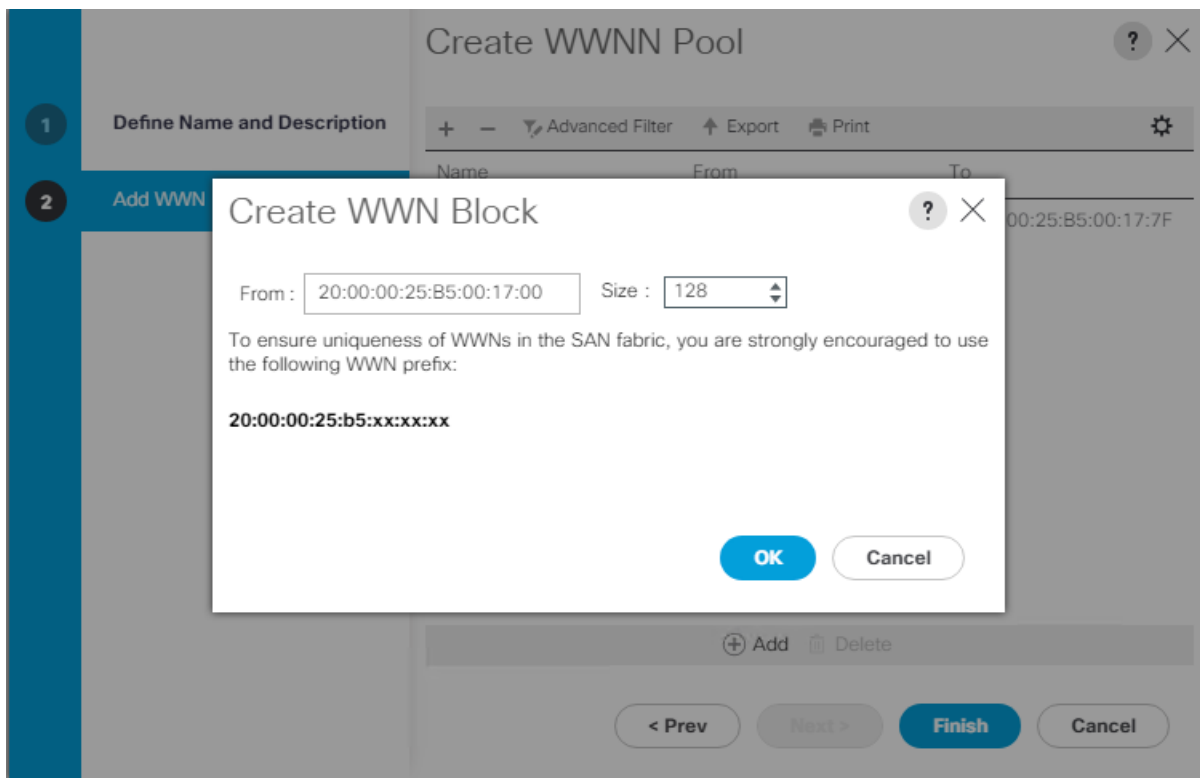 Create WWNN Pool
?
1 Define Name and Description
+ − Advanced Filter Export Print
Name From To
2 Add WWN
00:25:B5:00:17:7F
Create WWN Block
?
From : 20:00:00:25:B5:00:17:00 Size : 128
To ensure uniqueness of WWNs in the SAN fabric, you are strongly encouraged to use
the following WWN prefix:
20:00:00:25:b5:xx:xx:xx
OK Cancel
Add Delete
< Prev Next > Finish Cancel